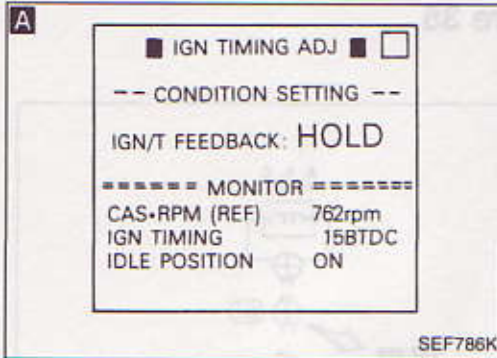 A
■ IGN TIMING ADJ ■ □
-- CONDITION SETTING --
IGN/T FEEDBACK: HOLD
====== MONITOR =======
CAS•RPM (REF) 762rpm
IGN TIMING 15BTDC
IDLE POSITION ON
SEF786K